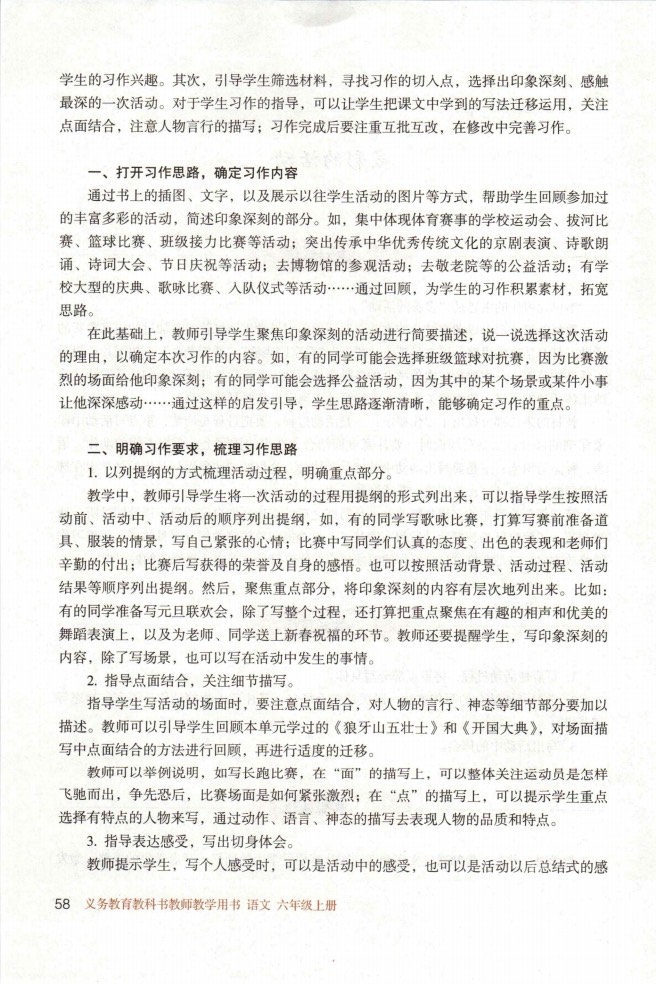 学生的习作兴趣。其次，引导学生筛选材料，寻找习作的切入点，选择出印象深刻、感触
最深的一次活动。对于学生习作的指导，可以让学生把课文中学到的写法迁移运用，关注
点面结合，注意人物言行的描写；习作完成后要注重互批互改，在修改中完善习作。
一、打开习作思路，确定习作内容
通过书上的插图、文字，以及展示以往学生活动的图片等方式，帮助学生回顾参加过
的丰富多彩的活动，简述印象深刻的部分。如，集中体现体育赛事的学校运动会、拔河比
赛、篮球比赛、班级接力比赛等活动；突出传承中华优秀传统文化的京剧表演、诗歌朗
诵、诗词大会、节日庆祝等活动；去博物馆的参观活动；去敬老院等的公益活动；有学
校大型的庆典、歌咏比赛、入队仪式等活动……通过回顾，为学生的习作积累素材，拓宽
思路。
在此基础上，教师引导学生聚焦印象深刻的活动进行简要描述，说一说选择这次活动
的理由，以确定本次习作的内容。如，有的同学可能会选择班级篮球对抗赛，因为比赛激
烈的场面给他印象深刻；有的同学可能会选择公益活动，因为其中的某个场景或某件小事
让他深深感动……通过这样的启发引导，学生思路逐渐清晰，能够确定习作的重点。
二、明确习作要求，梳理习作思路
1. 以列提纲的方式梳理活动过程，明确重点部分。
教学中，教师引导学生将一次活动的过程用提纲的形式列出来，可以指导学生按照活
动前、活动中、活动后的顺序列出提纲，如，有的同学写歌咏比赛，打算写赛前准备道
具、服装的情景，写自己紧张的心情；比赛中写同学们认真的态度、出色的表现和老师们
辛勤的付出；比赛后写获得的荣誉及自身的感悟。也可以按照活动背景、活动过程、活动
结果等顺序列出提纲。然后，聚焦重点部分，将印象深刻的内容有层次地列出来。比如：
有的同学准备写元旦联欢会，除了写整个过程，还打算把重点聚焦在有趣的相声和优美的
舞蹈表演上，以及为老师、同学送上新春祝福的环节。教师还要提醒学生，写印象深刻的
内容，除了写场景，也可以写在活动中发生的事情。
2. 指导点面结合，关注细节描写。
指导学生写活动的场面时，要注意点面结合，对人物的言行、神态等细节部分要加以
描述。教师可以引导学生回顾本单元学过的《狼牙山五壮士》和《开国大典》，对场面描
写中点面结合的方法进行回顾，再进行适度的迁移。
教师可以举例说明，如写长跑比赛，在“面”的描写上，可以整体关注运动员是怎样
飞驰而出，争先恐后，比赛场面是如何紧张激烈；在“点”的描写上，可以提示学生重点
选择有特点的人物来写，通过动作、语言、神态的描写去表现人物的品质和特点。
3. 指导表达感受，写出切身体会。
教师提示学生，写个人感受时，可以是活动中的感受，也可以是活动以后总结式的感
58 义务教育教科书教师教学用书 语文 六年级上册